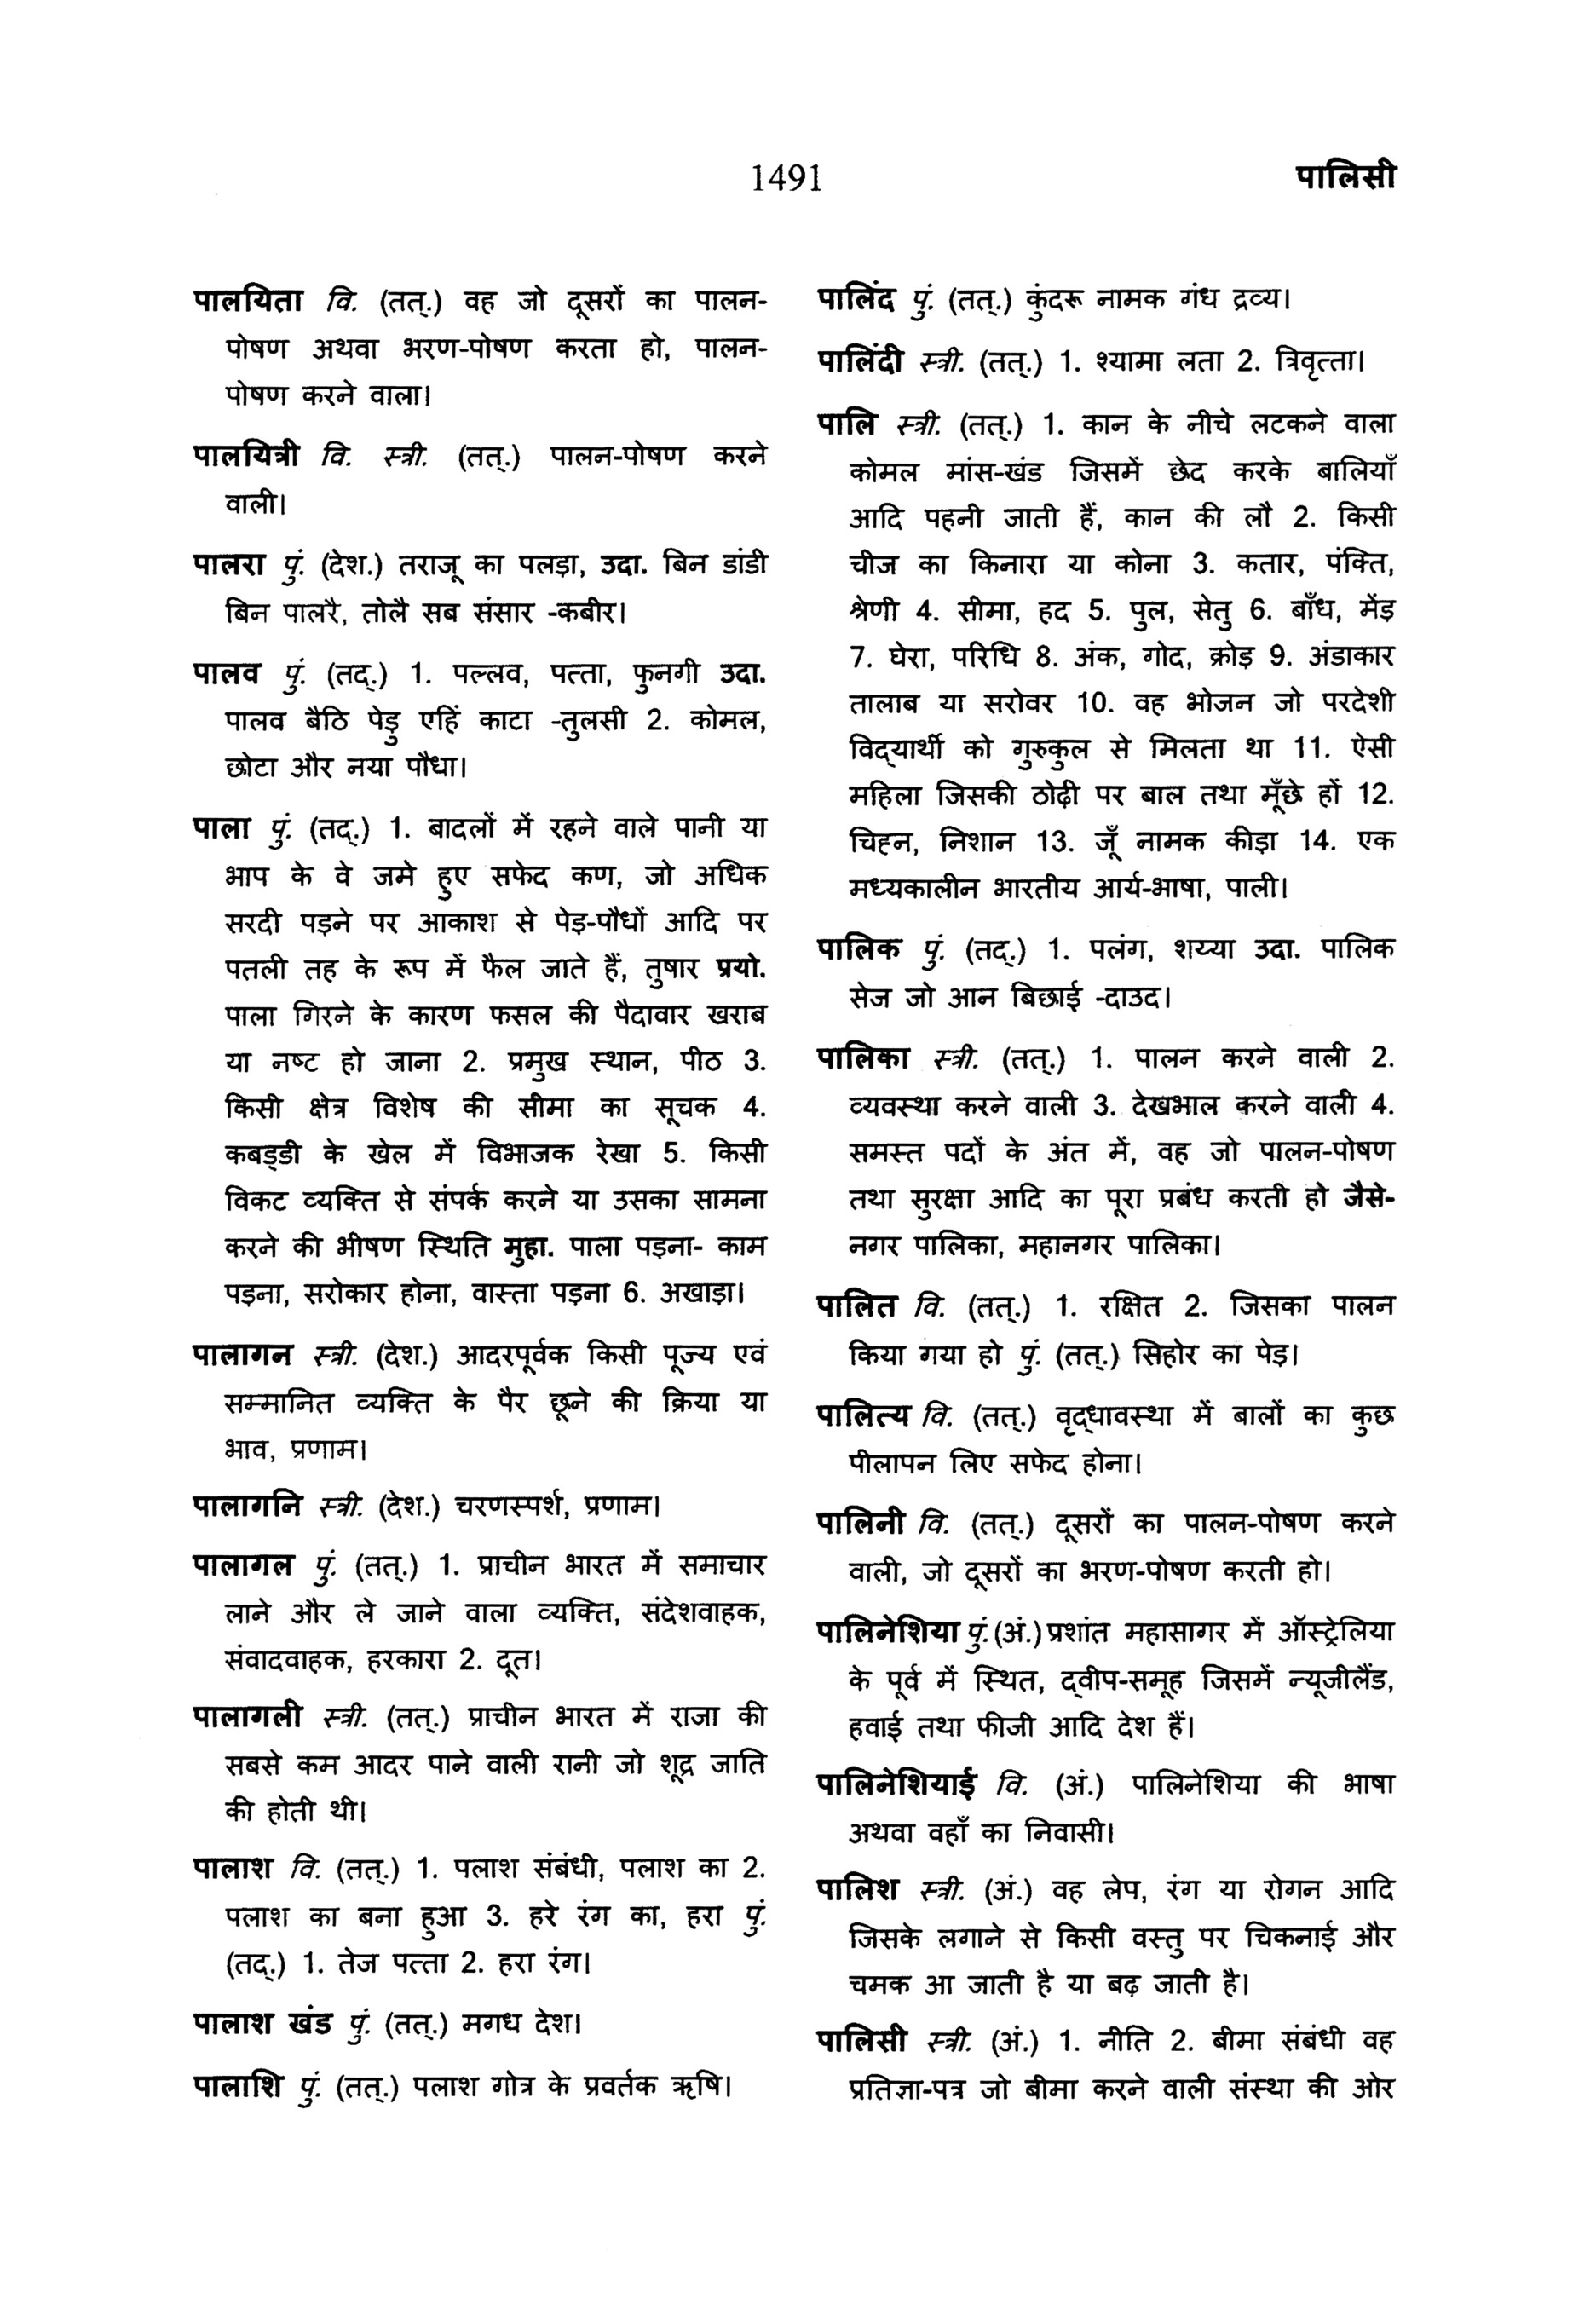 1491
पालिसी
पालयिता वि. (तत्.) वह जो दूसरों का पालन-
पोषण अथवा भरण-पोषण करता हो, पालन-
पोषण करने वाला।
पालयित्री वि. स्त्री. (तत्.) पालन-पोषण करने
वाली।
पालरा पुं. (देश.) तराजू का पलड़ा, उदा. बिन डांडी
बिन पालरै, तोलै सब संसार -कबीर।
पालव पुं. (तद्.) 1. पल्लव, पत्ता, फुनगी उदा.
पालव बैठि पेड़ु एहिं काटा -तुलसी 2. कोमल,
छोटा और नया पौधा।
पाला पुं. (तद्.) 1. बादलों में रहने वाले पानी या
भाप के वे जमे हुए सफेद कण, जो अधिक
सरदी पड़ने पर आकाश से पेड़-पौधों आदि पर
पतली तह के रूप में फैल जाते हैं, तुषार प्रयो.
पाला गिरने के कारण फसल की पैदावार खराब
या नष्ट हो जाना 2. प्रमुख स्थान, पीठ 3.
किसी क्षेत्र विशेष की सीमा का सूचक 4.
कबड्डी के खेल में विभाजक रेखा 5. किसी
विकट व्यक्ति से संपर्क करने या उसका सामना
करने की भीषण स्थिति मुहा. पाला पड़ना- काम
पड़ना, सरोकार होना, वास्ता पड़ना 6. अखाड़ा।
पालागन स्त्री. (देश.) आदरपूर्वक किसी पूज्य एवं
सम्मानित व्यक्ति के पैर छूने की क्रिया या
भाव, प्रणाम।
पालागनि स्त्री. (देश.) चरणस्पर्श, प्रणाम।
पालागल पुं. (तत्.) 1. प्राचीन भारत में समाचार
लाने और ले जाने वाला व्यक्ति, संदेशवाहक,
संवादवाहक, हरकारा 2. दूत।
पालागली स्त्री. (तत्.) प्राचीन भारत में राजा की
सबसे कम आदर पाने वाली रानी जो शूद्र जाति
की होती थी।
पालाश वि. (तत्.) 1. पलाश संबंधी, पलाश का 2.
पलाश का बना हुआ 3. हरे रंग का, हरा पुं.
(तद्.) 1. तेज पत्ता 2. हरा रंग।
पालाश खंड पुं. (तत्.) मगध देश।
पालाशि पुं. (तत्.) पलाश गोत्र के प्रवर्तक ऋषि।
पालिंद पुं. (तत्.) कुंदरू नामक गंध द्रव्य।
पालिंदी स्त्री. (तत्.) 1. श्यामा लता 2. त्रिवृत्ता।
पालि स्त्री. (तत्.) 1. कान के नीचे लटकने वाला
कोमल मांस-खंड जिसमें छेद करके बालियाँ
आदि पहनी जाती हैं, कान की लौ 2. किसी
चीज का किनारा या कोना 3. कतार, पंक्ति,
श्रेणी 4. सीमा, हद 5. पुल, सेतु 6. बाँध, मेंड़
7. घेरा, परिधि 8. अंक, गोद, क्रोड़ 9. अंडाकार
तालाब या सरोवर 10. वह भोजन जो परदेशी
विद्‌यार्थी को गुरुकुल से मिलता था 11. ऐसी
महिला जिसकी ठोढ़ी पर बाल तथा मूँछे हों 12.
चिह्‌न, निशान 13. जूँ नामक कीड़ा 14. एक
मध्यकालीन भारतीय आर्य-भाषा, पाली।
पालिक पुं. (तद्.) 1. पलंग, शय्या उदा. पालिक
सेज जो आन बिछाई -दाउद।
पालिका स्त्री. (तत्.) 1. पालन करने वाली 2.
व्यवस्था करने वाली 3. देखभाल करने वाली 4.
समस्त पदों के अंत में, वह जो पालन-पोषण
तथा सुरक्षा आदि का पूरा प्रबंध करती हो जैसे-
नगर पालिका, महानगर पालिका।
पालित वि. (तत्.) 1. रक्षित 2. जिसका पालन
किया गया हो पुं. (तत्.) सिहोर का पेड़।
पालित्य वि. (तत्.) वृद्‌धावस्था में बालों का कुछ
पीलापन लिए सफेद होना।
पालिनी वि. (तत्.) दूसरों का पालन-पोषण करने
वाली, जो दूसरों का भरण-पोषण करती हो।
पालिनेशिया पुं. (अं.) प्रशांत महासागर में ऑस्ट्रेलिया
के पूर्व में स्थित, द्‌वीप-समूह जिसमें न्यूजीलैंड,
हवाई तथा फीजी आदि देश हैं।
पालिनेशियाई वि. (अं.) पालिनेशिया की भाषा
अथवा वहाँ का निवासी।
पालिश स्त्री. (अं.) वह लेप, रंग या रोगन आदि
जिसके लगाने से किसी वस्तु पर चिकनाई और
चमक आ जाती है या बढ़ जाती है।
पालिसी स्त्री. (अं.) 1. नीति 2. बीमा संबंधी वह
प्रतिज्ञा-पत्र जो बीमा करने वाली संस्था की ओर